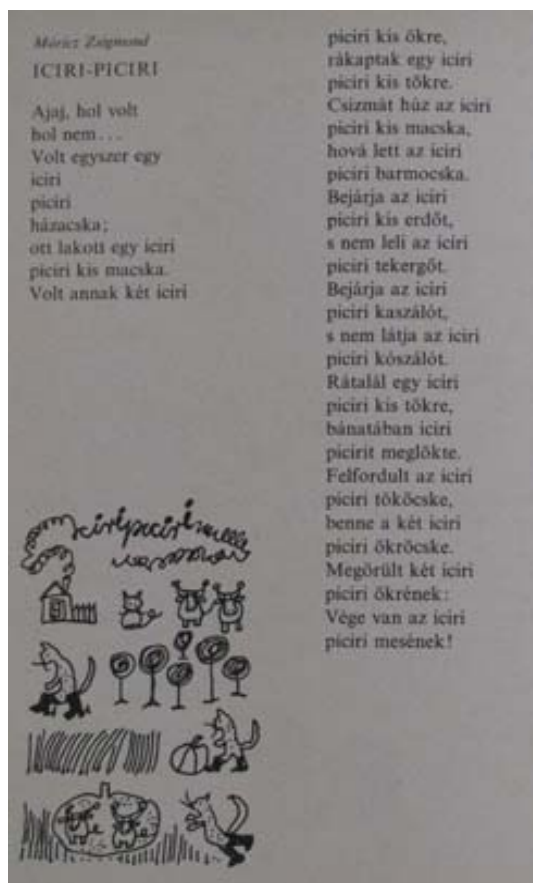 Móricz Zsigmond
ICIRI-PICIRI
Ajaj, hol volt
hol nem...
Volt egyszer egy
iciri
piciri
házacska;
ott lakott egy iciri
piciri kis macska.
Volt annak két iciri
piciri kis ökre,
rákaptak egy iciri
piciri kis tökre.
Csizmát húz az iciri
piciri kis macska,
hová lett az iciri
piciri barmocska.
Bejárja az iciri
piciri kis erdőt,
s nem leli az iciri
piciri tekergőt.
Bejárja az iciri
piciri kaszálót,
s nem látja az iciri
piciri kószálót.
Rátalál egy iciri
piciri kis tökre,
bánatában iciri
picirit meglökte.
Felfordult az iciri
piciri tököcske,
benne a két iciri
piciri ökröcske.
Megörült két iciri
piciri ökrének:
Vége van az iciri
piciri mesének!
iciripiciri